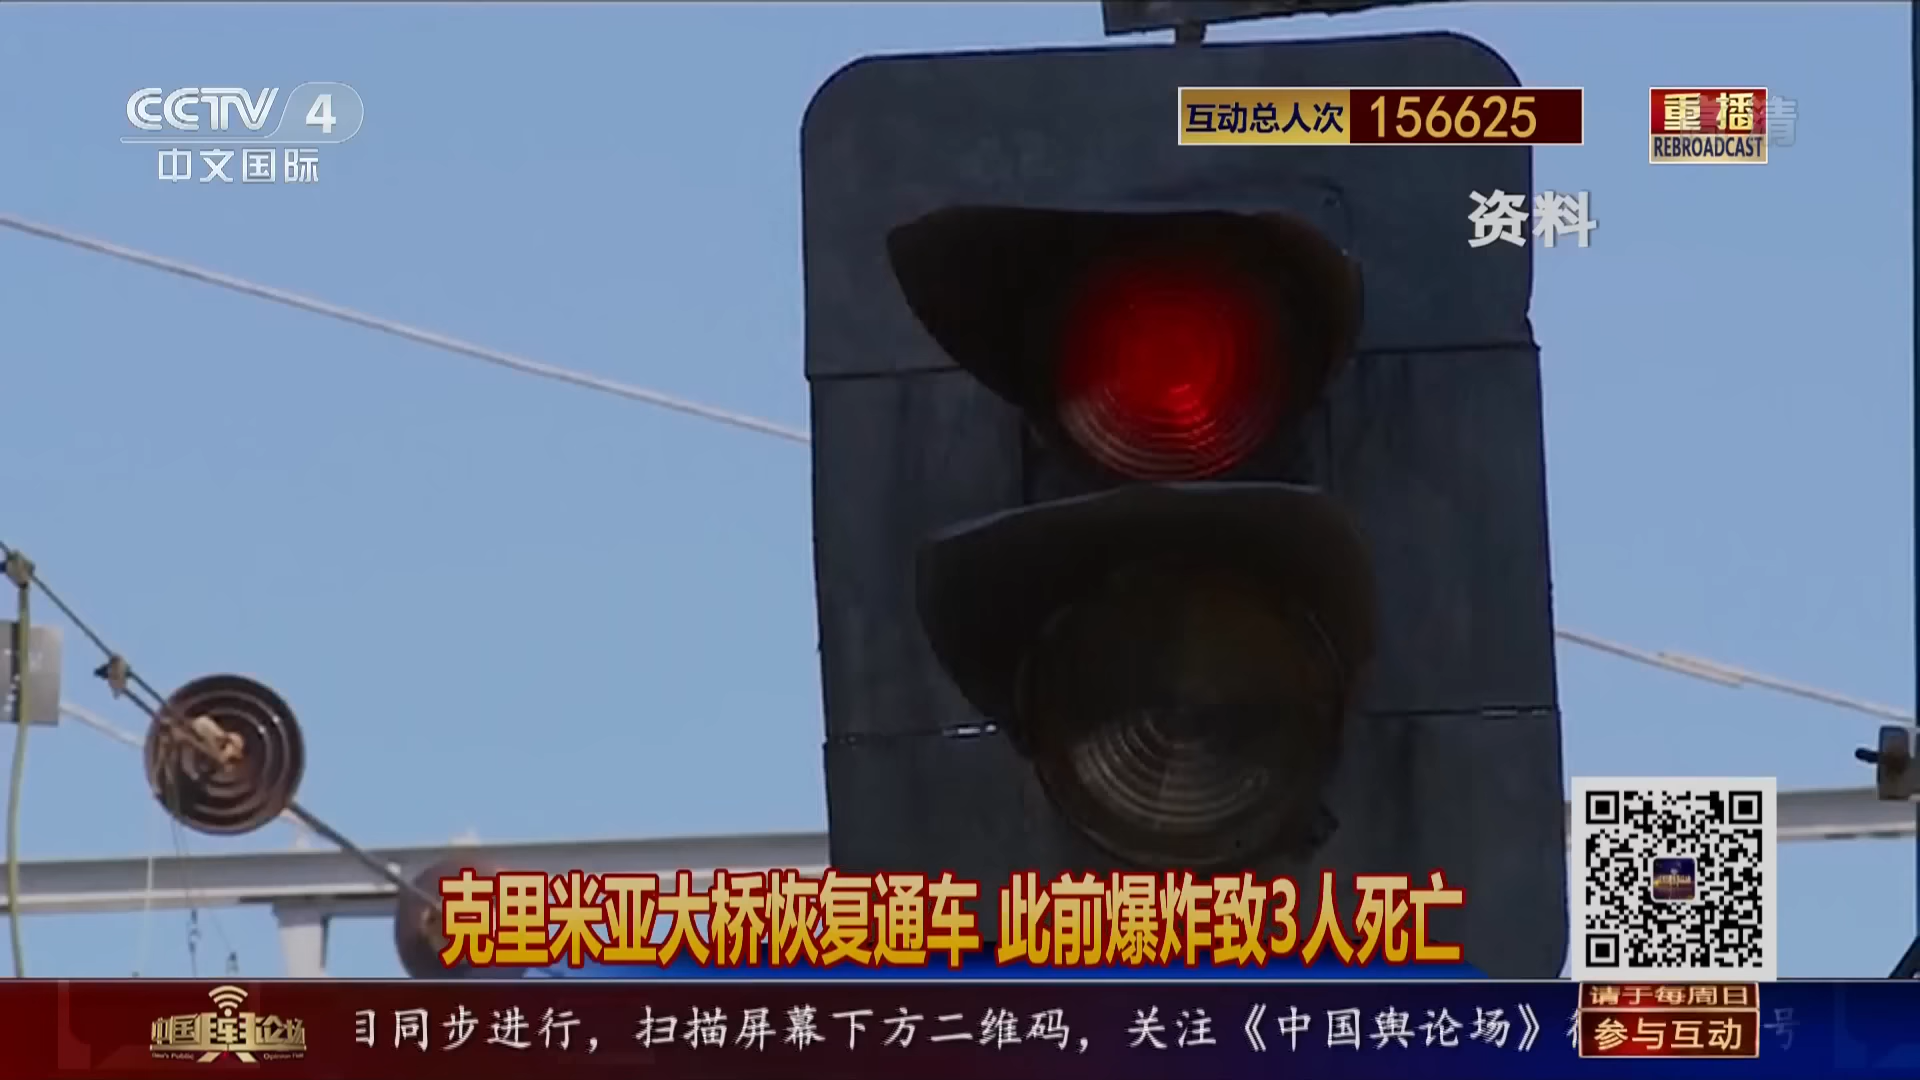 CCTV 4
中文国际
互动总人次 156625
重播
REBROADCAST
资料
克里米亚大桥恢复通车 此前爆炸致3人死亡
中国舆论场
目同步进行，扫描屏幕下方二维码，关注《中国舆论场》
请于每周日
参与互动
号